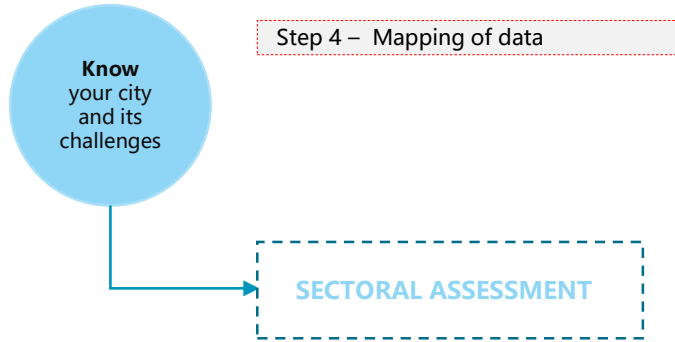 Step 4 – Mapping of data
Know
your city
and its
challenges
SECTORAL ASSESSMENT